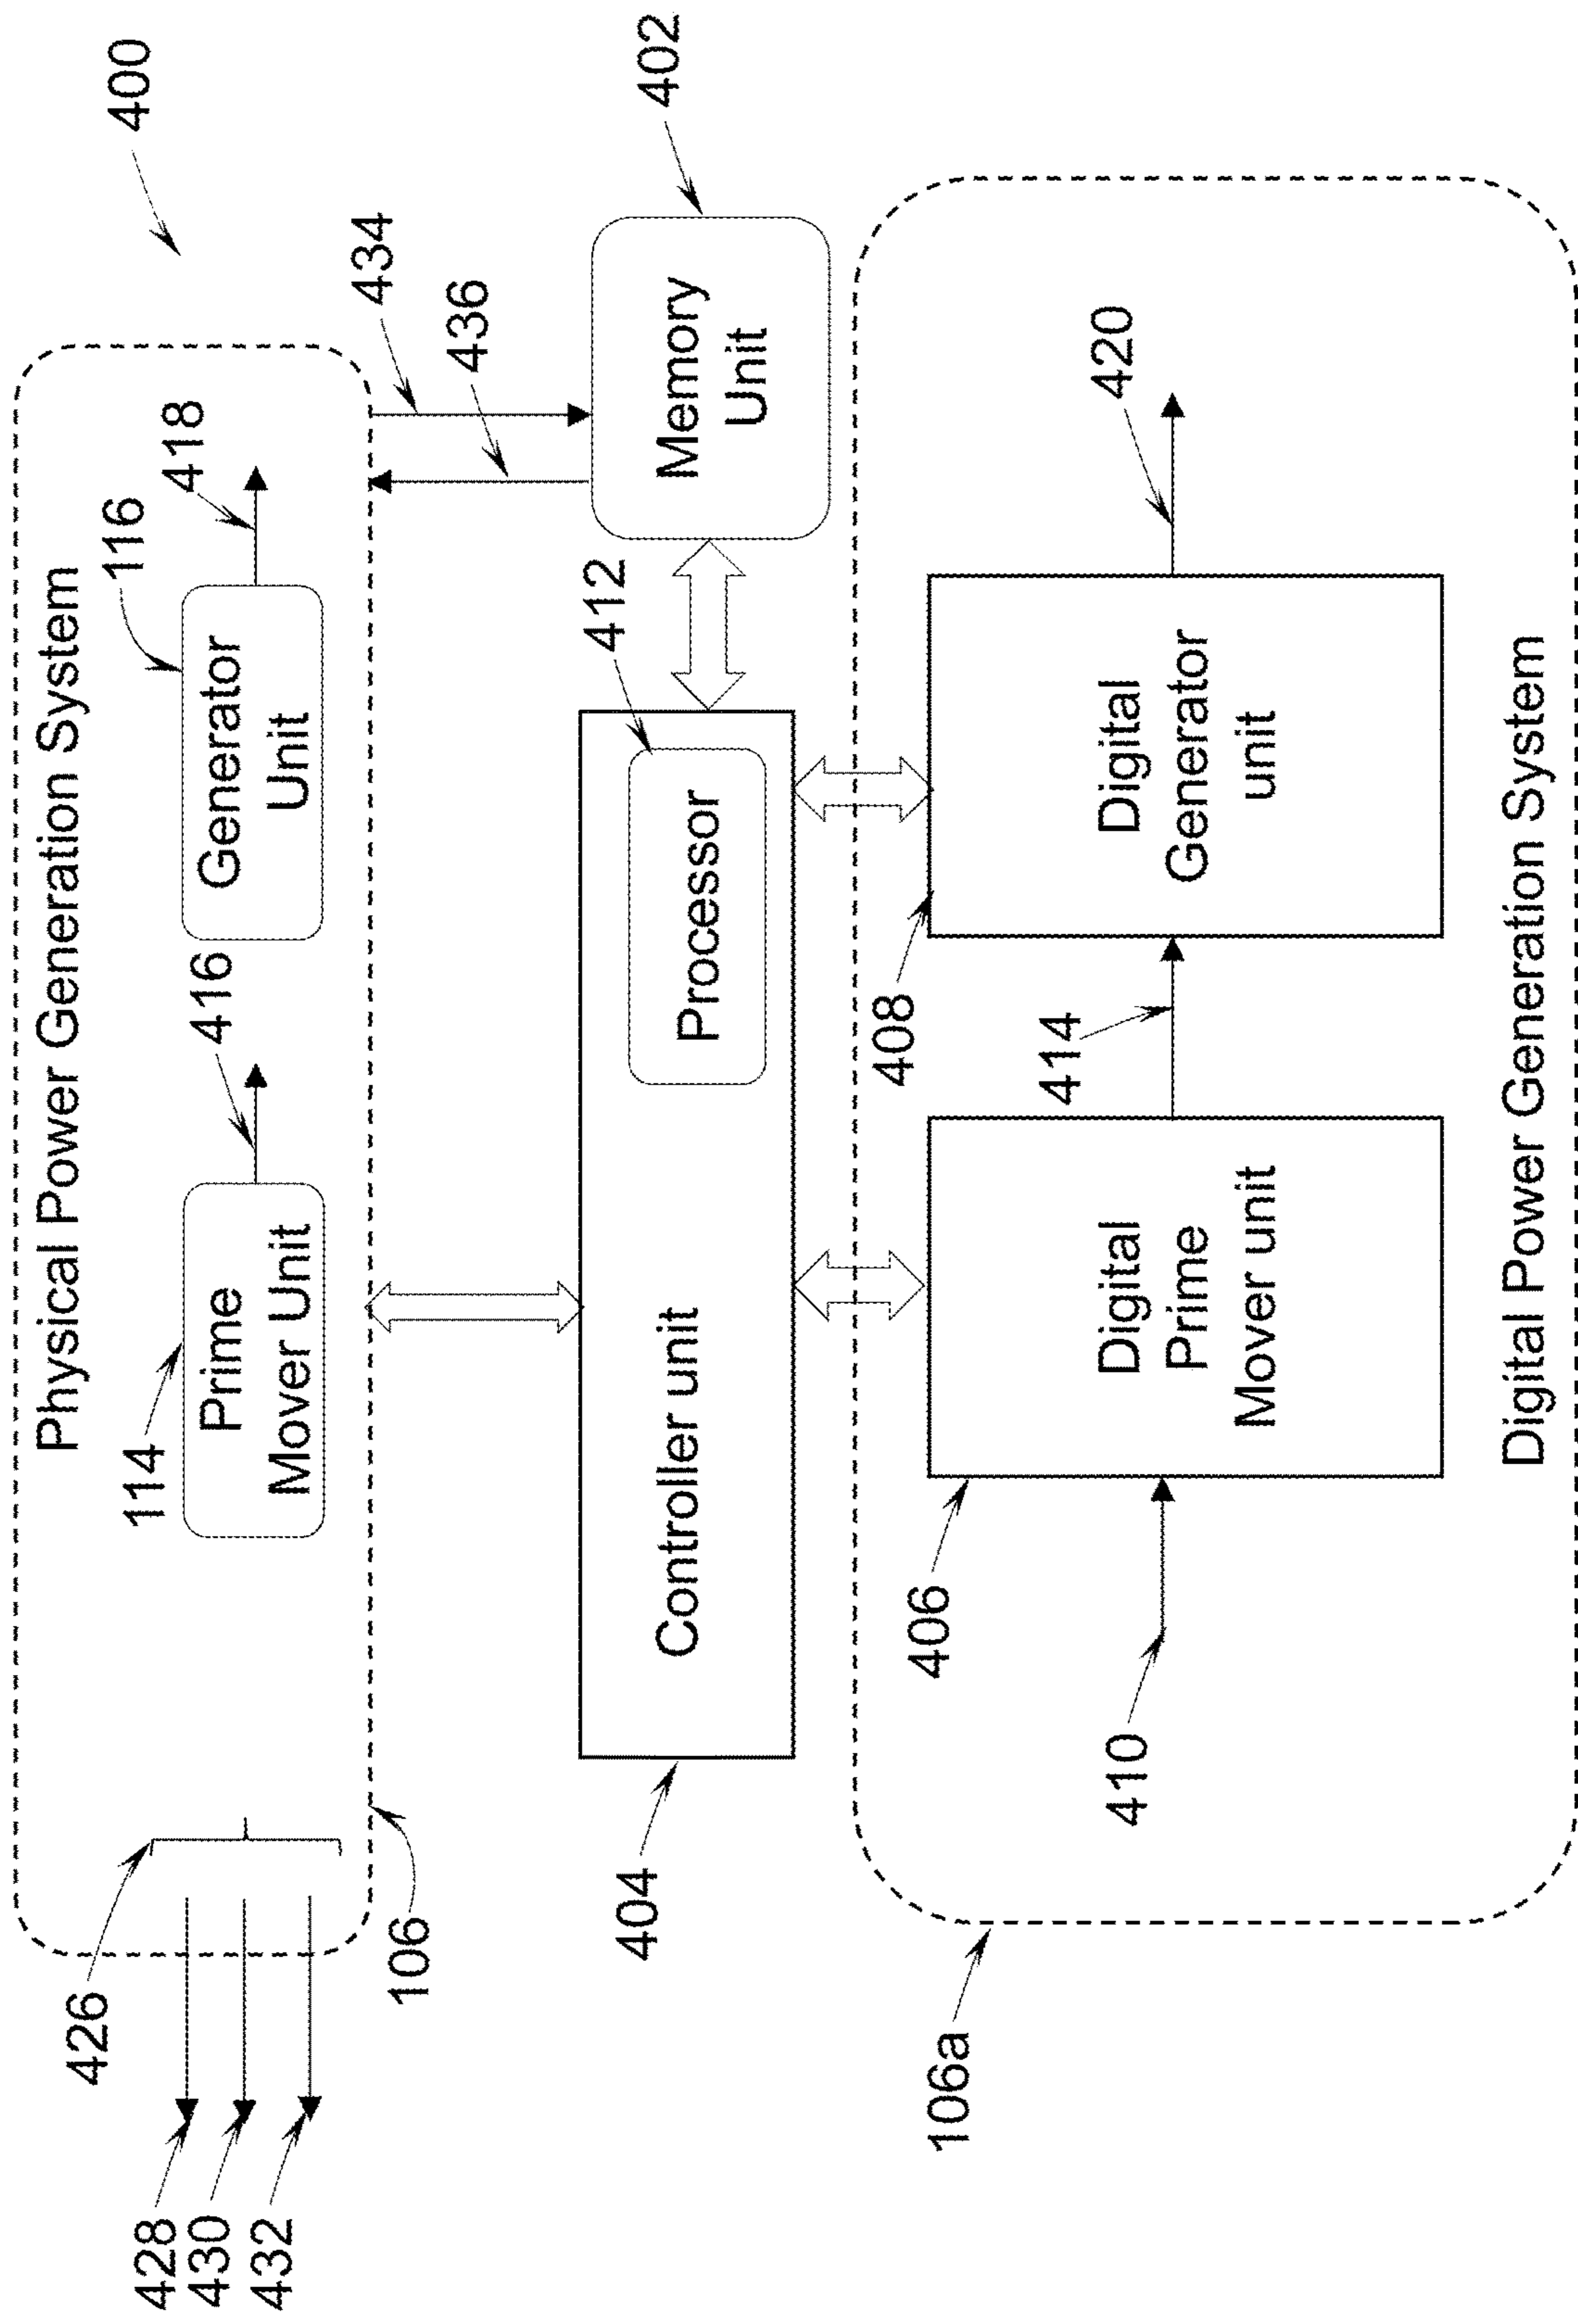 400
Physical Power Generation System
426
114
Prime
Mover Unit
416
116
Generator
Unit
418
428
430
432
106
434
436
402
Memory
Unit
404
Controller unit
412
Processor
106a
410
406
Digital
Prime
Mover unit
414
408
Digital
Generator
unit
420
Digital Power Generation System